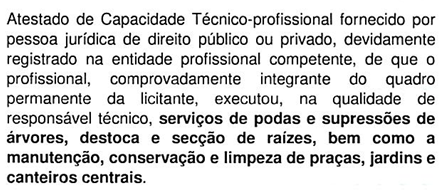 Atestado de Capacidade Técnico-profissional fornecido por
pessoa jurídica de direito público ou privado, devidamente
registrado na entidade profissional competente, de que o
profissional, comprovadamente integrante do quadro
permanente da licitante, executou, na qualidade de
responsável técnico, serviços de podas e supressões de
árvores, destoca e secção de raízes, bem como a
manutenção, conservação e limpeza de praças, jardins e
canteiros centrais.